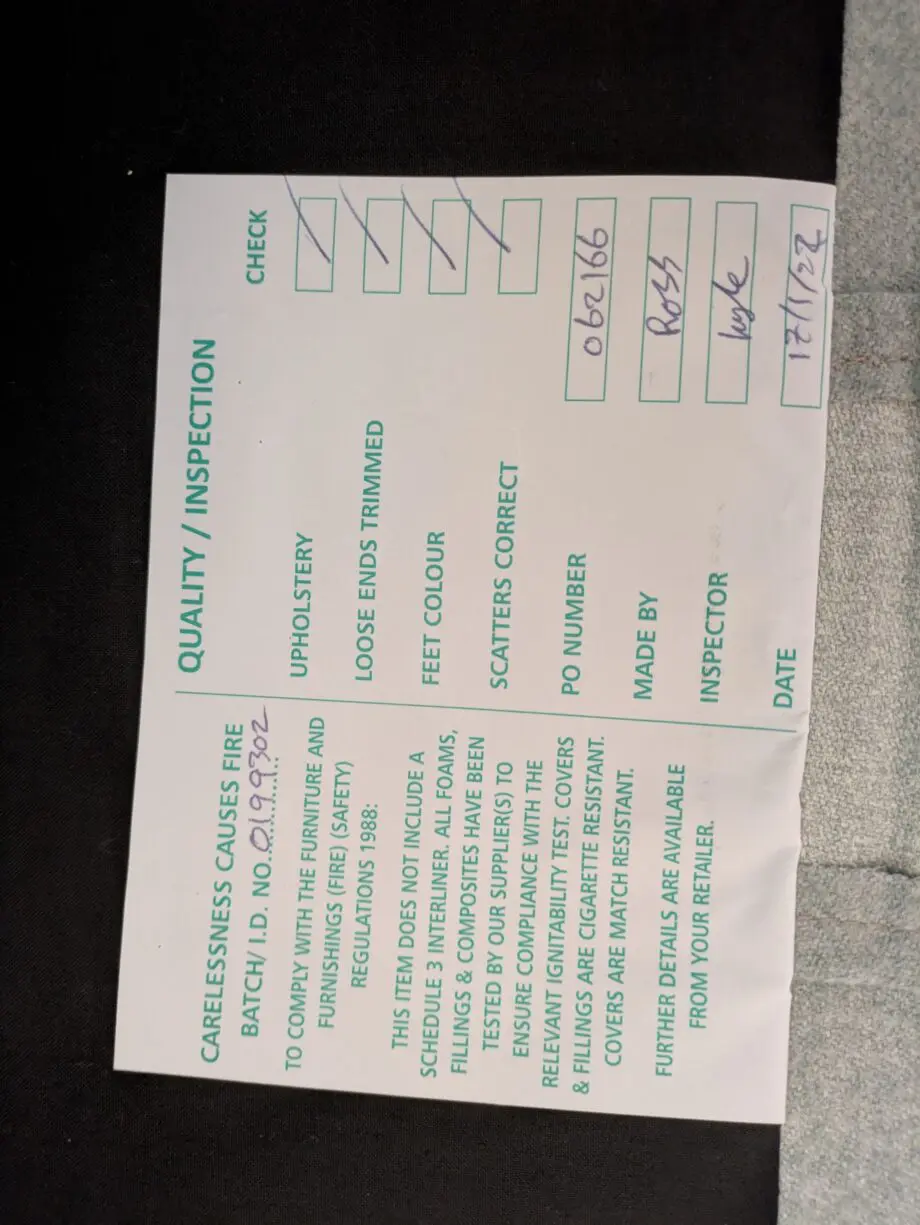 CARELESSNESS CAUSES FIRE
BATCH/ I.D. NO. 0199302
TO COMPLY WITH THE FURNITURE AND
FURNISHINGS (FIRE) (SAFETY)
REGULATIONS 1988:
THIS ITEM DOES NOT INCLUDE A
SCHEDULE 3 INTERLINER. ALL FOAMS,
FILLINGS & COMPOSITES HAVE BEEN
TESTED BY OUR SUPPLIER(S) TO
ENSURE COMPLIANCE WITH THE
RELEVANT IGNITABILITY TEST. COVERS
& FILLINGS ARE CIGARETTE RESISTANT.
COVERS ARE MATCH RESISTANT.
FURTHER DETAILS ARE AVAILABLE
FROM YOUR RETAILER.
QUALITY / INSPECTION
CHECK
UPHOLSTERY
LOOSE ENDS TRIMMED
FEET COLOUR
SCATTERS CORRECT
PO NUMBER 062166
MADE BY Ross
INSPECTOR
DATE